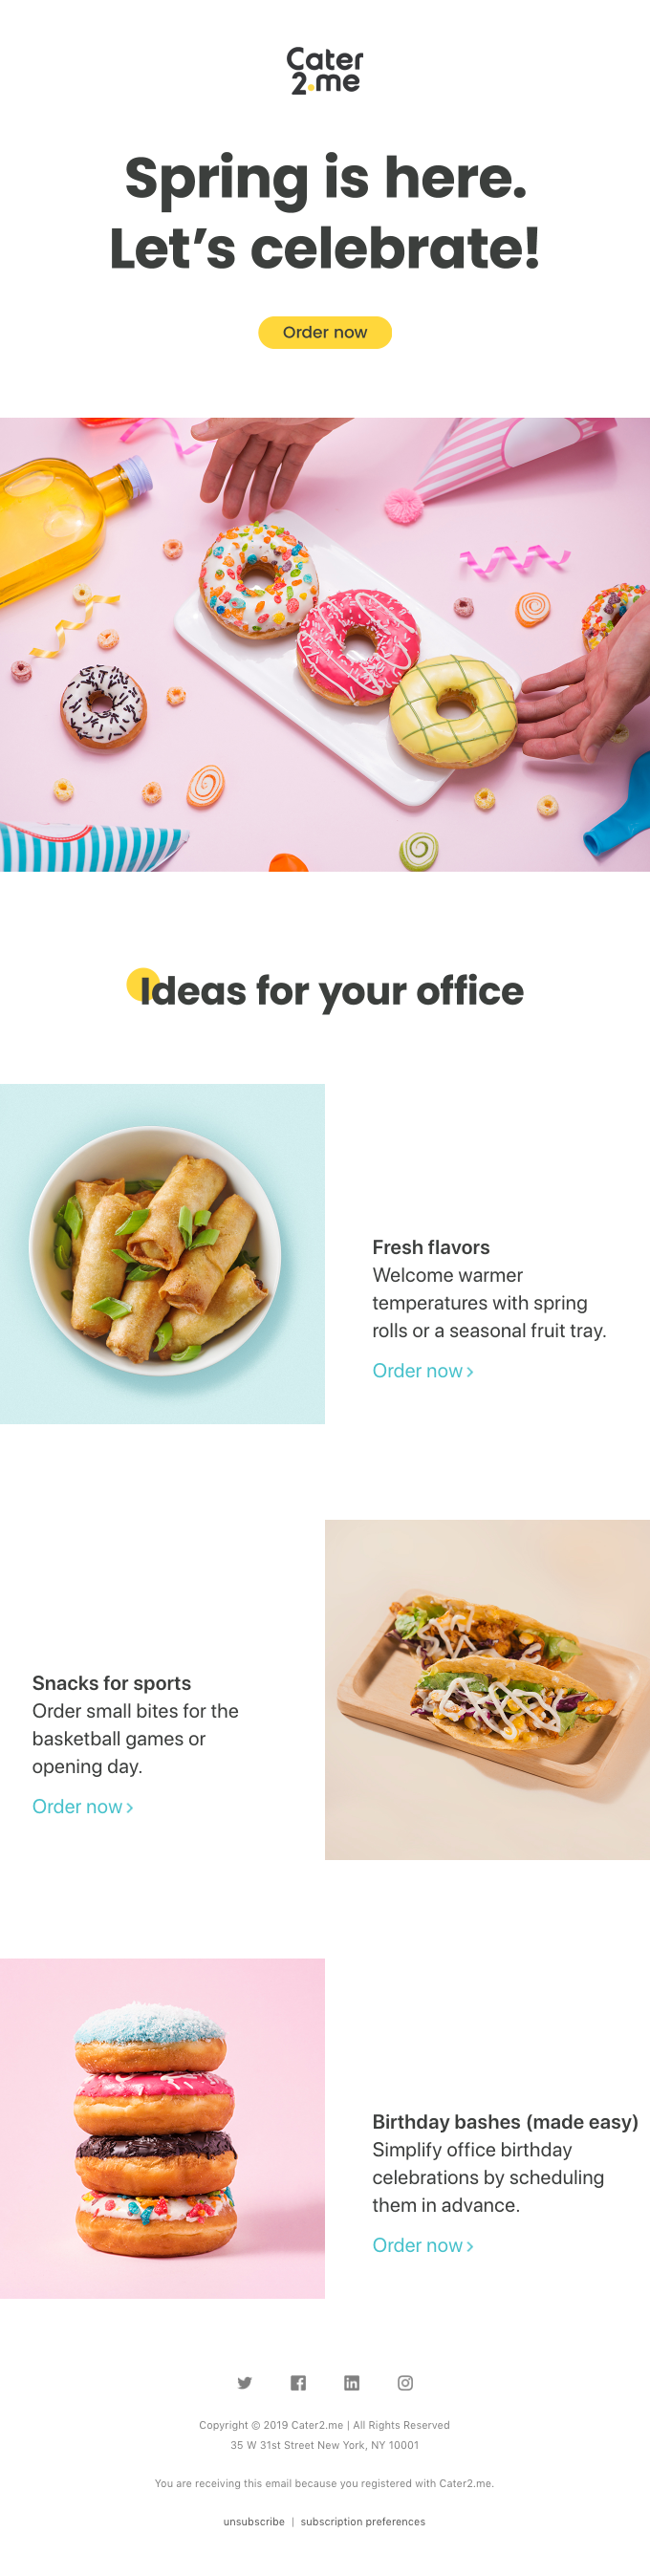 Cater
2.me
Spring is here.
Let's celebrate!
Order now
Ideas for your office
Fresh flavors
Welcome warmer
temperatures with spring
rolls or a seasonal fruit tray.
Order now ›
Snacks for sports
Order small bites for the
basketball games or
opening day.
Order now ›
Birthday bashes (made easy)
Simplify office birthday
celebrations by scheduling
them in advance.
Order now ›
Copyright © 2019 Cater2.me | All Rights Reserved
35 W 31st Street New York, NY 10001
You are receiving this email because you registered with Cater2.me.
unsubscribe | subscription preferences